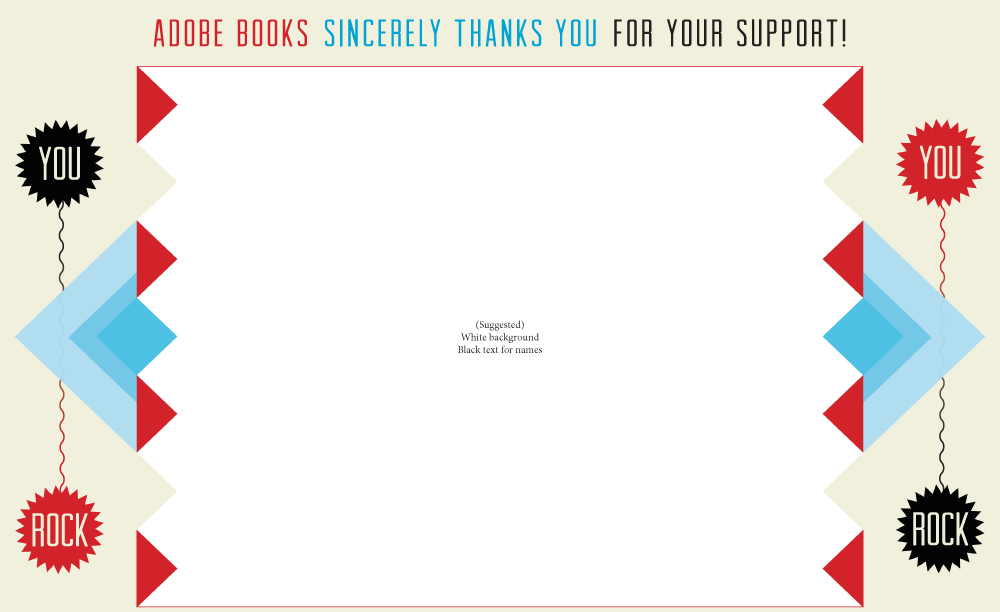 ADOBE BOOKS SINCERELY THANKS YOU FOR YOUR SUPPORT!
YOU
YOU
(Suggested)
White background
Black text for names
ROCK
ROCK